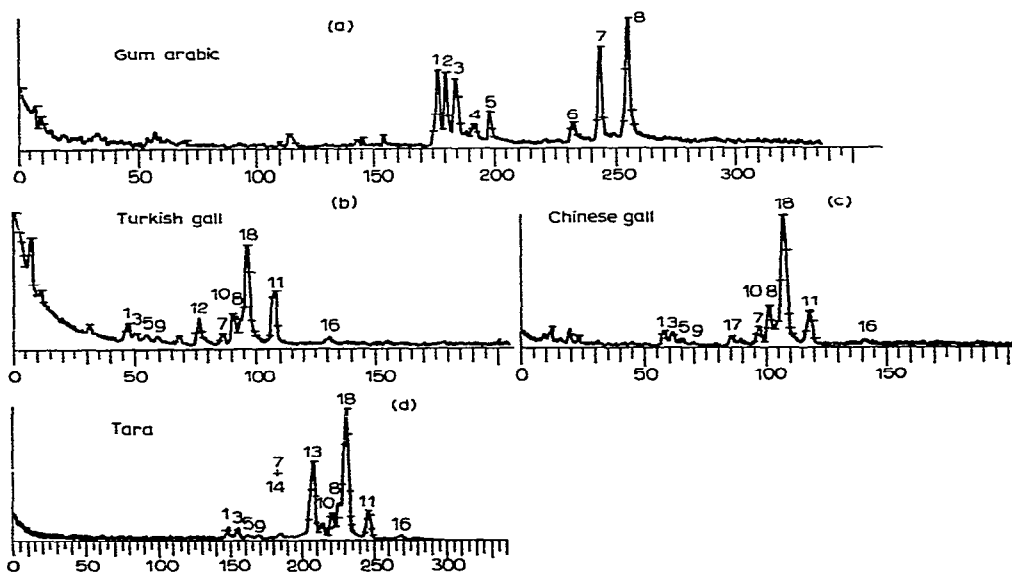 (a)
Gum arabic
1 2 3 4 5 6 7 8
0 50 100 150 200 250 300
(b)
Turkish gall
1 3 5 9 12 7 10 8 18 11 16
0 50 100 150
(c)
Chinese gall
1 3 5 9 17 7 10 8 18 11 16
0 50 100 150
(d)
Tara
1 3 5 9 7 + 14 13 10 8 18 11 16
0 50 100 150 200 250 300